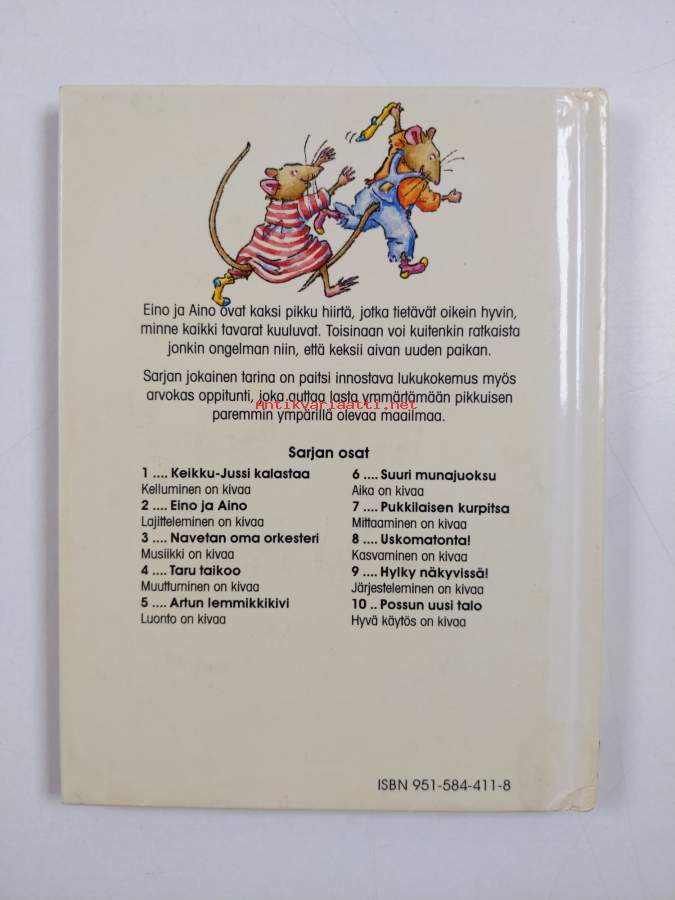 Eino ja Aino ovat kaksi pikku hiirtä, jotka tietävät oikein hyvin,
minne kaikki tavarat kuuluvat. Toisinaan voi kuitenkin ratkaista
jonkin ongelman niin, että keksii aivan uuden paikan.
Sarjan jokainen tarina on paitsi innostava lukukokemus myös
arvokas oppitunti, joka auttaa lasta ymmärtämään pikkuisen
antikvariaatti.net
paremmin ympärillä olevaa maailmaa.
Sarjan osat
1 .... Keikku-Jussi kalastaa
Kelluminen on kivaa
2 .... Eino ja Aino
Lajitteleminen on kivaa
3 .... Navetan oma orkesteri
Musiikki on kivaa
4 .... Taru taikoo
Muuttuminen on kivaa
5 .... Artun lemmikkikivi
Luonto on kivaa
6 .... Suuri munajuoksu
Aika on kivaa
7 .... Pukkilaisen kurpitsa
Mittaaminen on kivaa
8 .... Uskomatonta!
Kasvaminen on kivaa
9 .... Hylky näkyvissä!
Järjesteleminen on kivaa
10 .. Possun uusi talo
Hyvä käytös on kivaa
ISBN 951-584-411-8